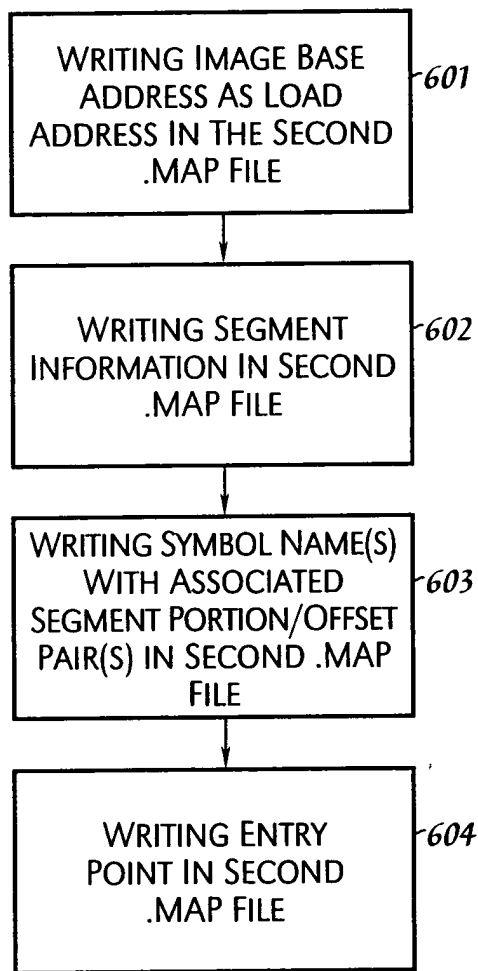 WRITING IMAGE BASE
ADDRESS AS LOAD
ADDRESS IN THE SECOND
.MAP FILE
601
WRITING SEGMENT
INFORMATION IN SECOND
.MAP FILE
602
WRITING SYMBOL NAME(S)
WITH ASSOCIATED
SEGMENT PORTION/OFFSET
PAIR(S) IN SECOND .MAP
FILE
603
WRITING ENTRY
POINT IN SECOND
.MAP FILE
604